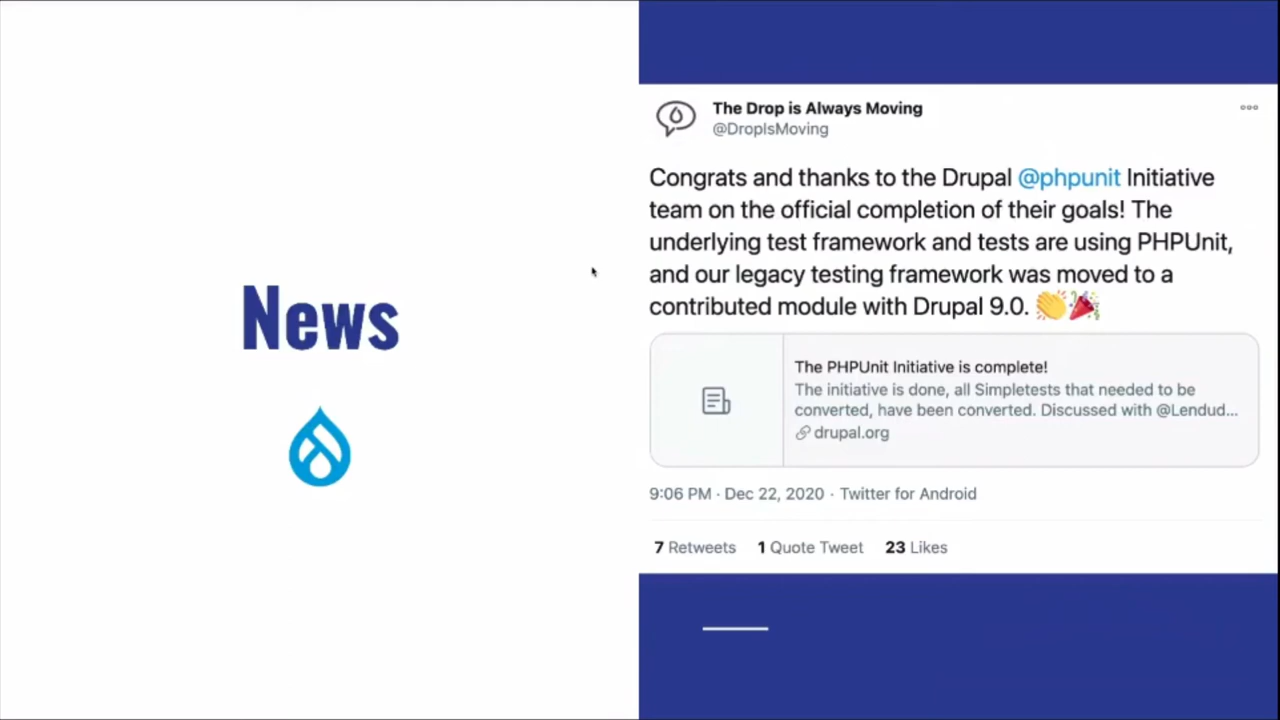 News
The Drop is Always Moving
@DropIsMoving
Congrats and thanks to the Drupal @phpunit Initiative
team on the official completion of their goals! The
underlying test framework and tests are using PHPUnit,
and our legacy testing framework was moved to a
contributed module with Drupal 9.0. 👏🎉
The PHPUnit Initiative is complete!
The initiative is done, all Simpletests that needed to be
converted, have been converted. Discussed with @Lendud...
drupal.org
9:06 PM · Dec 22, 2020 · Twitter for Android
7 Retweets 1 Quote Tweet 23 Likes